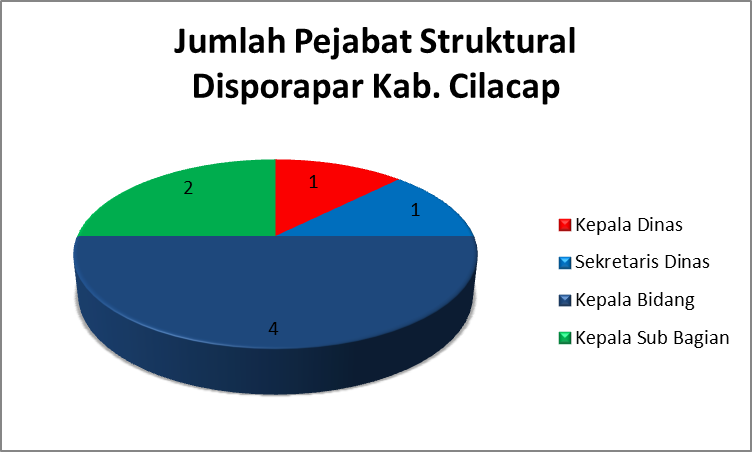 Jumlah Pejabat Struktural
Disporapar Kab. Cilacap
2
1
1
4
Kepala Dinas
Sekretaris Dinas
Kepala Bidang
Kepala Sub Bagian